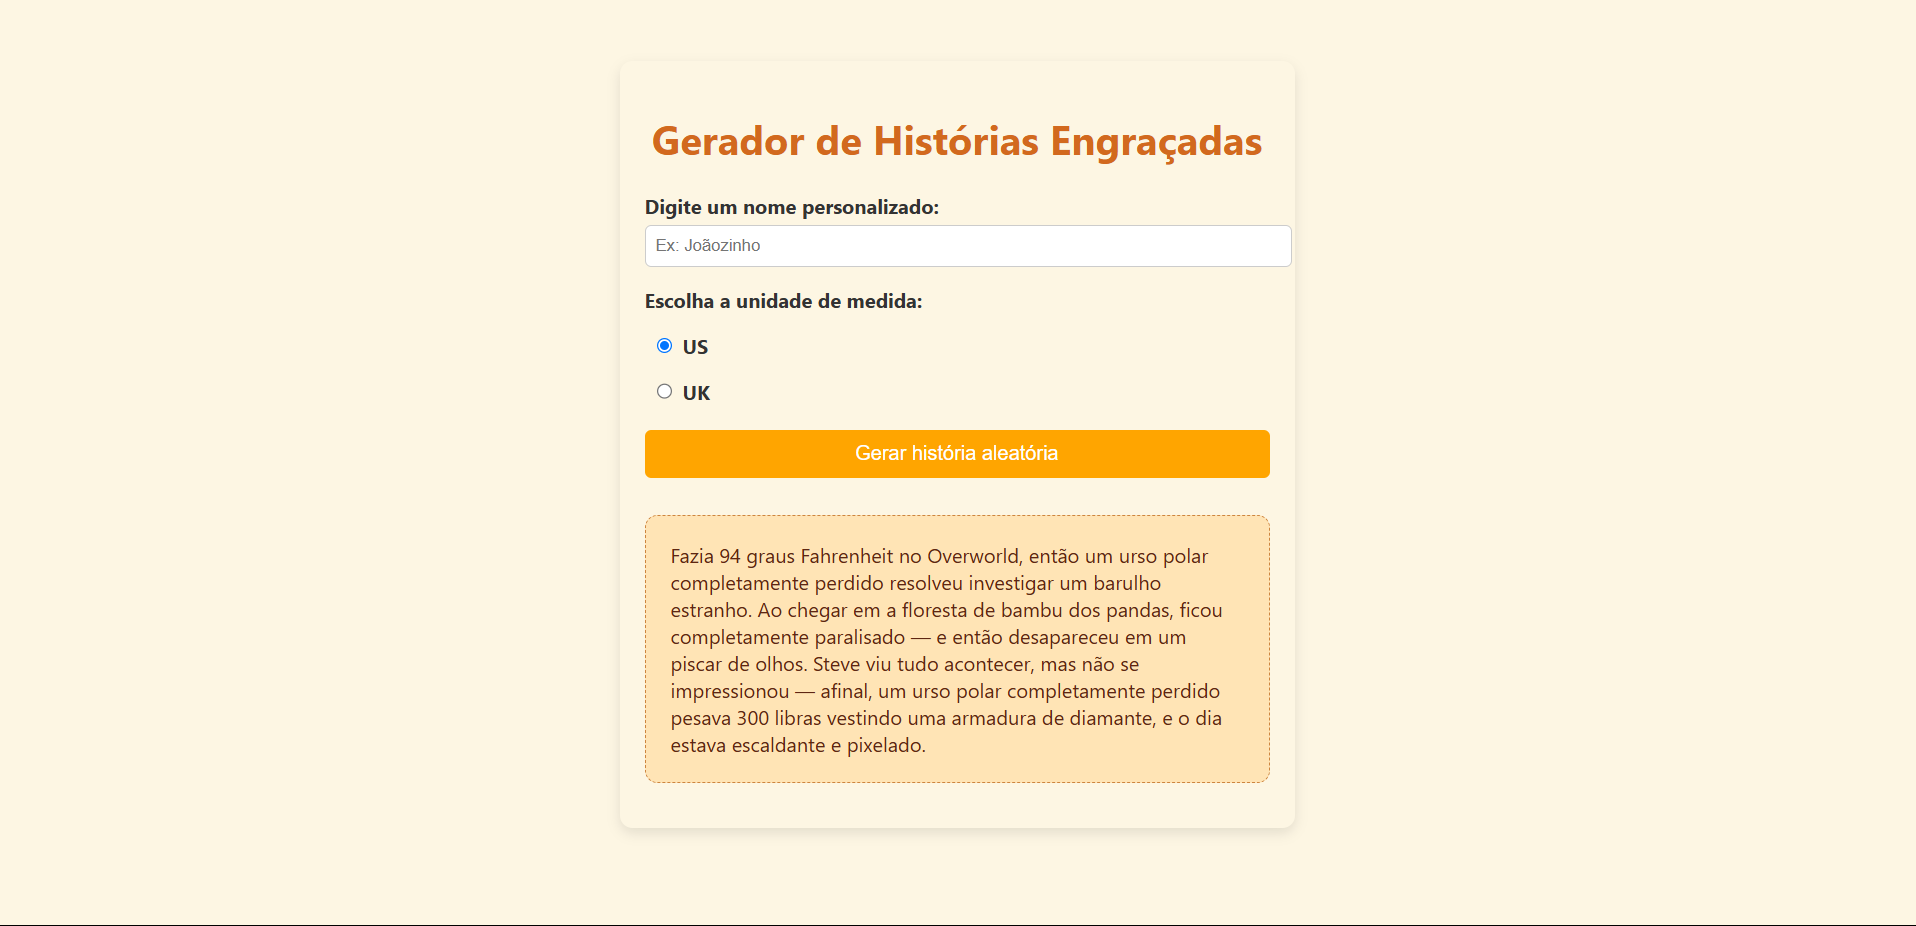 Gerador de Histórias Engraçadas
Digite um nome personalizado:
Ex: Joãozinho
Escolha a unidade de medida:
US
UK
Gerar história aleatória
Fazia 94 graus Fahrenheit no Overworld, então um urso polar
completamente perdido resolveu investigar um barulho
estranho. Ao chegar em a floresta de bambu dos pandas, ficou
completamente paralisado — e então desapareceu em um
piscar de olhos. Steve viu tudo acontecer, mas não se
impressionou — afinal, um urso polar completamente perdido
pesava 300 libras vestindo uma armadura de diamante, e o dia
estava escaldante e pixelado.